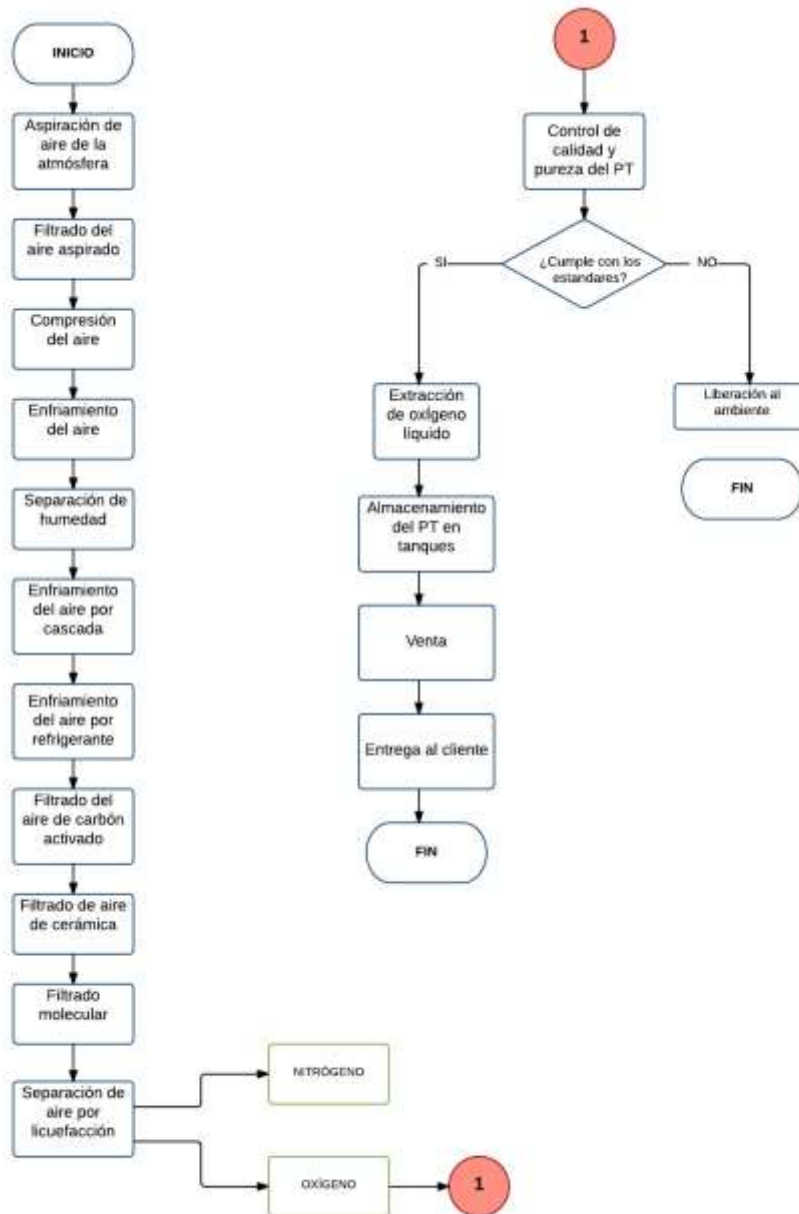 INICIO
Aspiración de
aire de la
atmósfera
Filtrado del
aire aspirado
Compresión
del aire
Enfriamiento
del aire
Separación de
humedad
Enfriamiento
del aire por
cascada
Enfriamiento
del aire por
refrigerante
Filtrado del
aire de carbón
activado
Filtrado de aire
de cerámica
Filtrado
molecular
Separación de
aire por
licuefacción
NITRÓGENO
OXÍGENO
1
1
Control de
calidad y
pureza del PT
¿Cumple con los
estandares?
SI
NO
Extracción
de oxígeno
líquido
Almacenamiento
del PT en
tanques
Venta
Entrega al cliente
FIN
Liberación al
ambiente
FIN